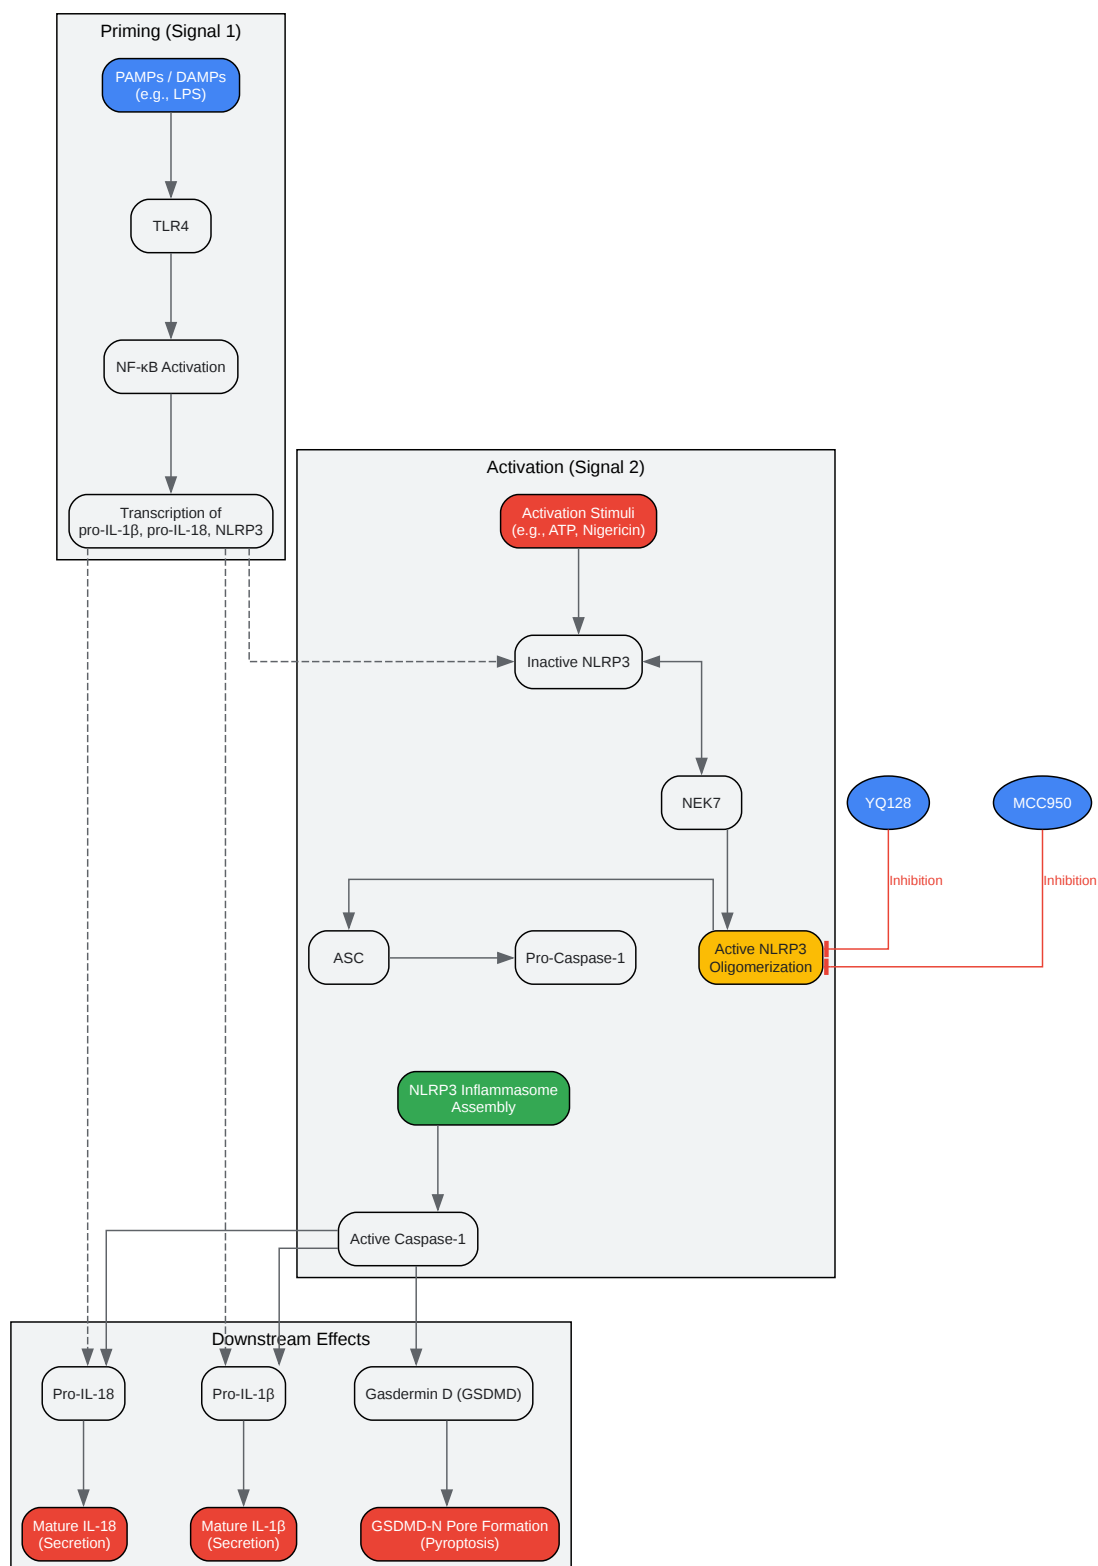 Priming (Signal 1)
PAMPs / DAMPs
(e.g., LPS)
TLR4
NF-κB Activation
Transcription of
pro-IL-1β, pro-IL-18, NLRP3
Activation (Signal 2)
Activation Stimuli
(e.g., ATP, Nigericin)
Inactive NLRP3
NEK7
YQ128
MCC950
Inhibition
Inhibition
ASC
Pro-Caspase-1
Active NLRP3
Oligomerization
NLRP3 Inflammasome
Assembly
Active Caspase-1
Downstream Effects
Pro-IL-18
Pro-IL-1β
Gasdermin D (GSDMD)
Mature IL-18
(Secretion)
Mature IL-1β
(Secretion)
GSDMD-N Pore Formation
(Pyroptosis)